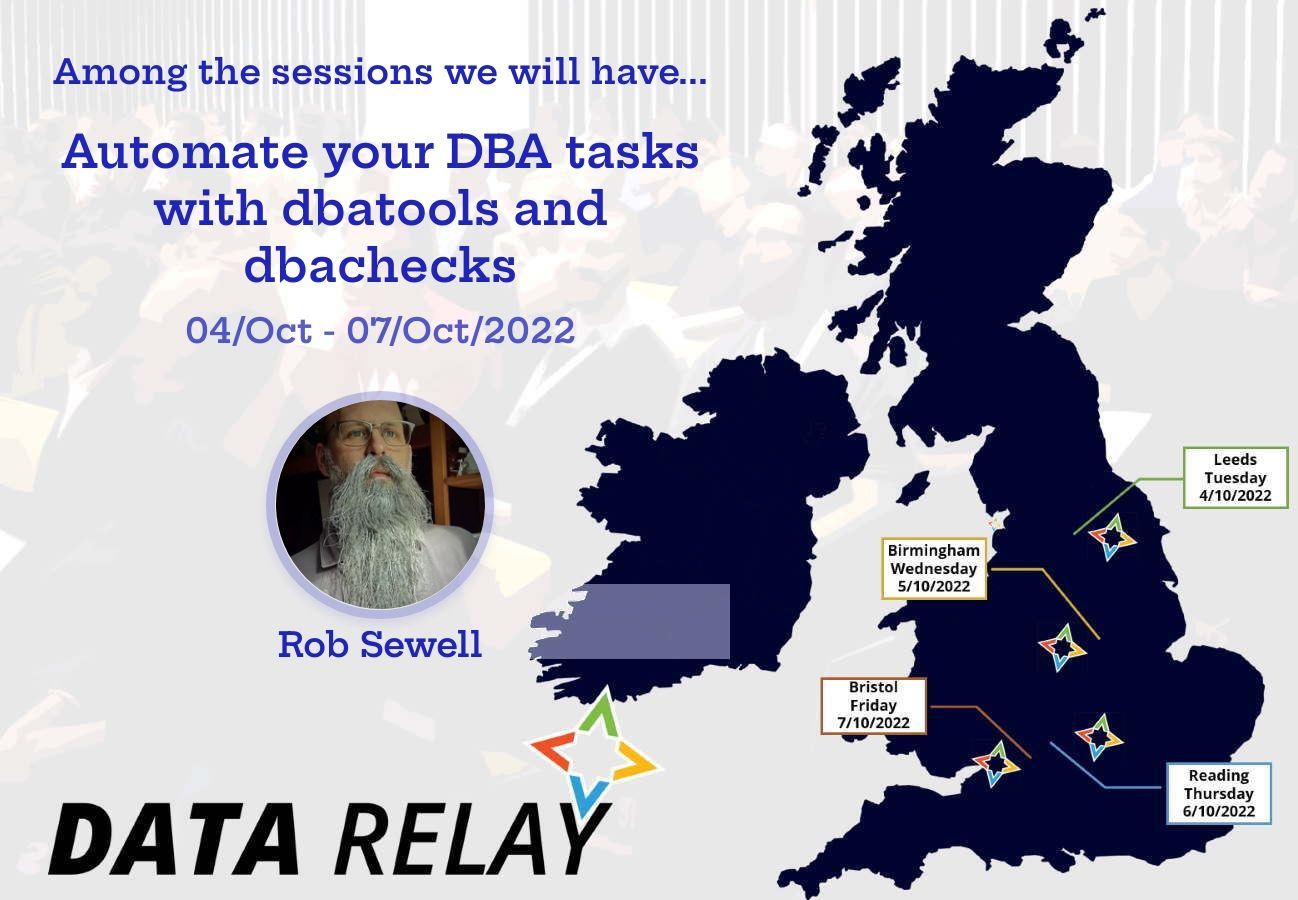 Among the sessions we will have...
Automate your DBA tasks
with dbatools and
dbachecks
04/Oct - 07/Oct/2022
Rob Sewell
DATA RELAY
Leeds
Tuesday
4/10/2022
Birmingham
Wednesday
5/10/2022
Bristol
Friday
7/10/2022
Reading
Thursday
6/10/2022